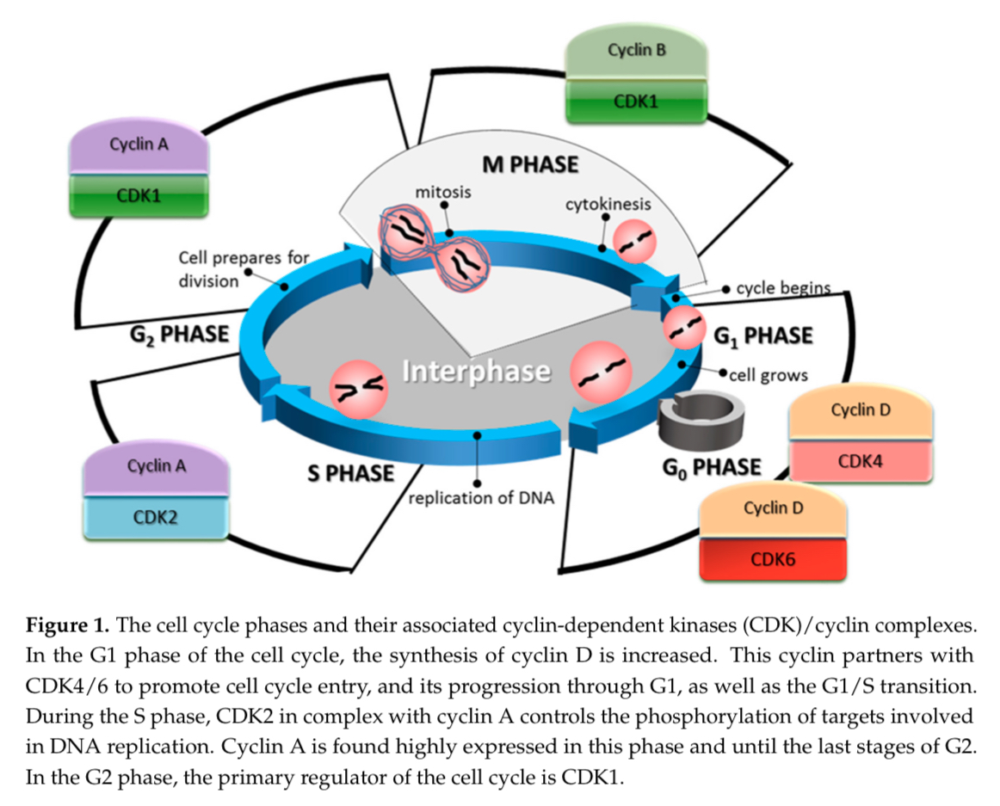 Cyclin B
CDK1
Cyclin A
CDK1
M PHASE
mitosis
cytokinesis
Cell prepares for
division
cycle begins
G₂ PHASE
G₁ PHASE
Interphase
cell grows
Cyclin D
CDK4
Cyclin A
CDK2
S PHASE
G₀ PHASE
replication of DNA
Cyclin D
CDK6
Figure 1. The cell cycle phases and their associated cyclin-dependent kinases (CDK)/cyclin complexes.
In the G1 phase of the cell cycle, the synthesis of cyclin D is increased. This cyclin partners with
CDK4/6 to promote cell cycle entry, and its progression through G1, as well as the G1/S transition.
During the S phase, CDK2 in complex with cyclin A controls the phosphorylation of targets involved
in DNA replication. Cyclin A is found highly expressed in this phase and until the last stages of G2.
In the G2 phase, the primary regulator of the cell cycle is CDK1.